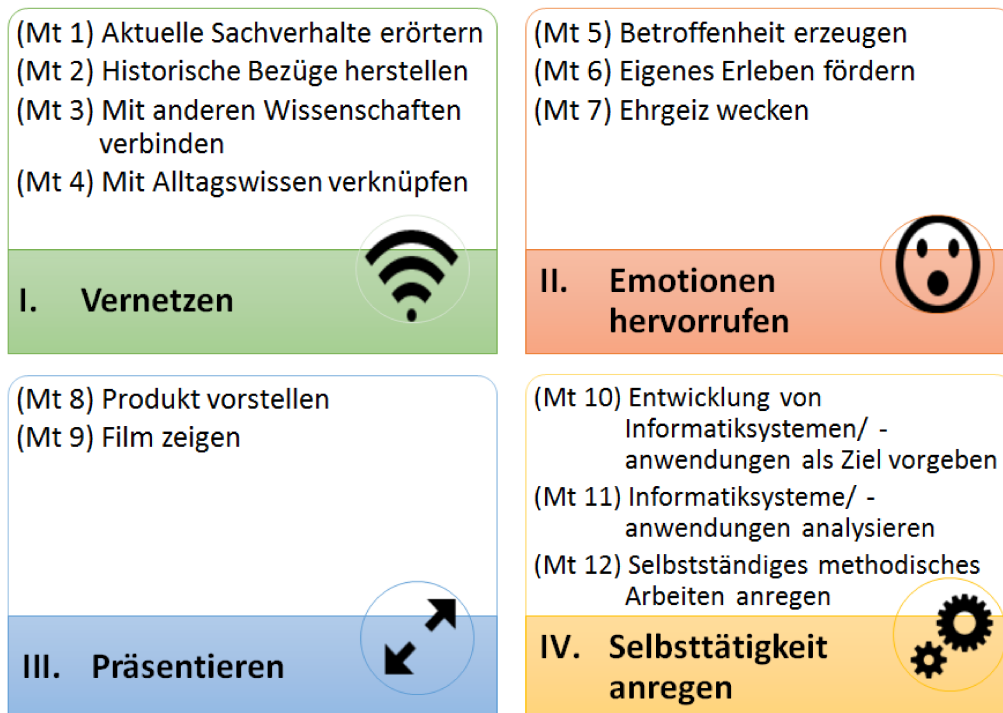 (Mt 1) Aktuelle Sachverhalte erörtern
(Mt 2) Historische Bezüge herstellen
(Mt 3) Mit anderen Wissenschaften
verbinden
(Mt 4) Mit Alltagswissen verknüpfen
I. Vernetzen
(Mt 5) Betroffenheit erzeugen
(Mt 6) Eigenes Erleben fördern
(Mt 7) Ehrgeiz wecken
II. Emotionen
hervorrufen
(Mt 8) Produkt vorstellen
(Mt 9) Film zeigen
III. Präsentieren
(Mt 10) Entwicklung von
Informatiksystemen/ -
anwendungen als Ziel vorgeben
(Mt 11) Informatiksysteme/ -
anwendungen analysieren
(Mt 12) Selbstständiges methodisches
Arbeiten anregen
IV. Selbsttätigkeit
anregen